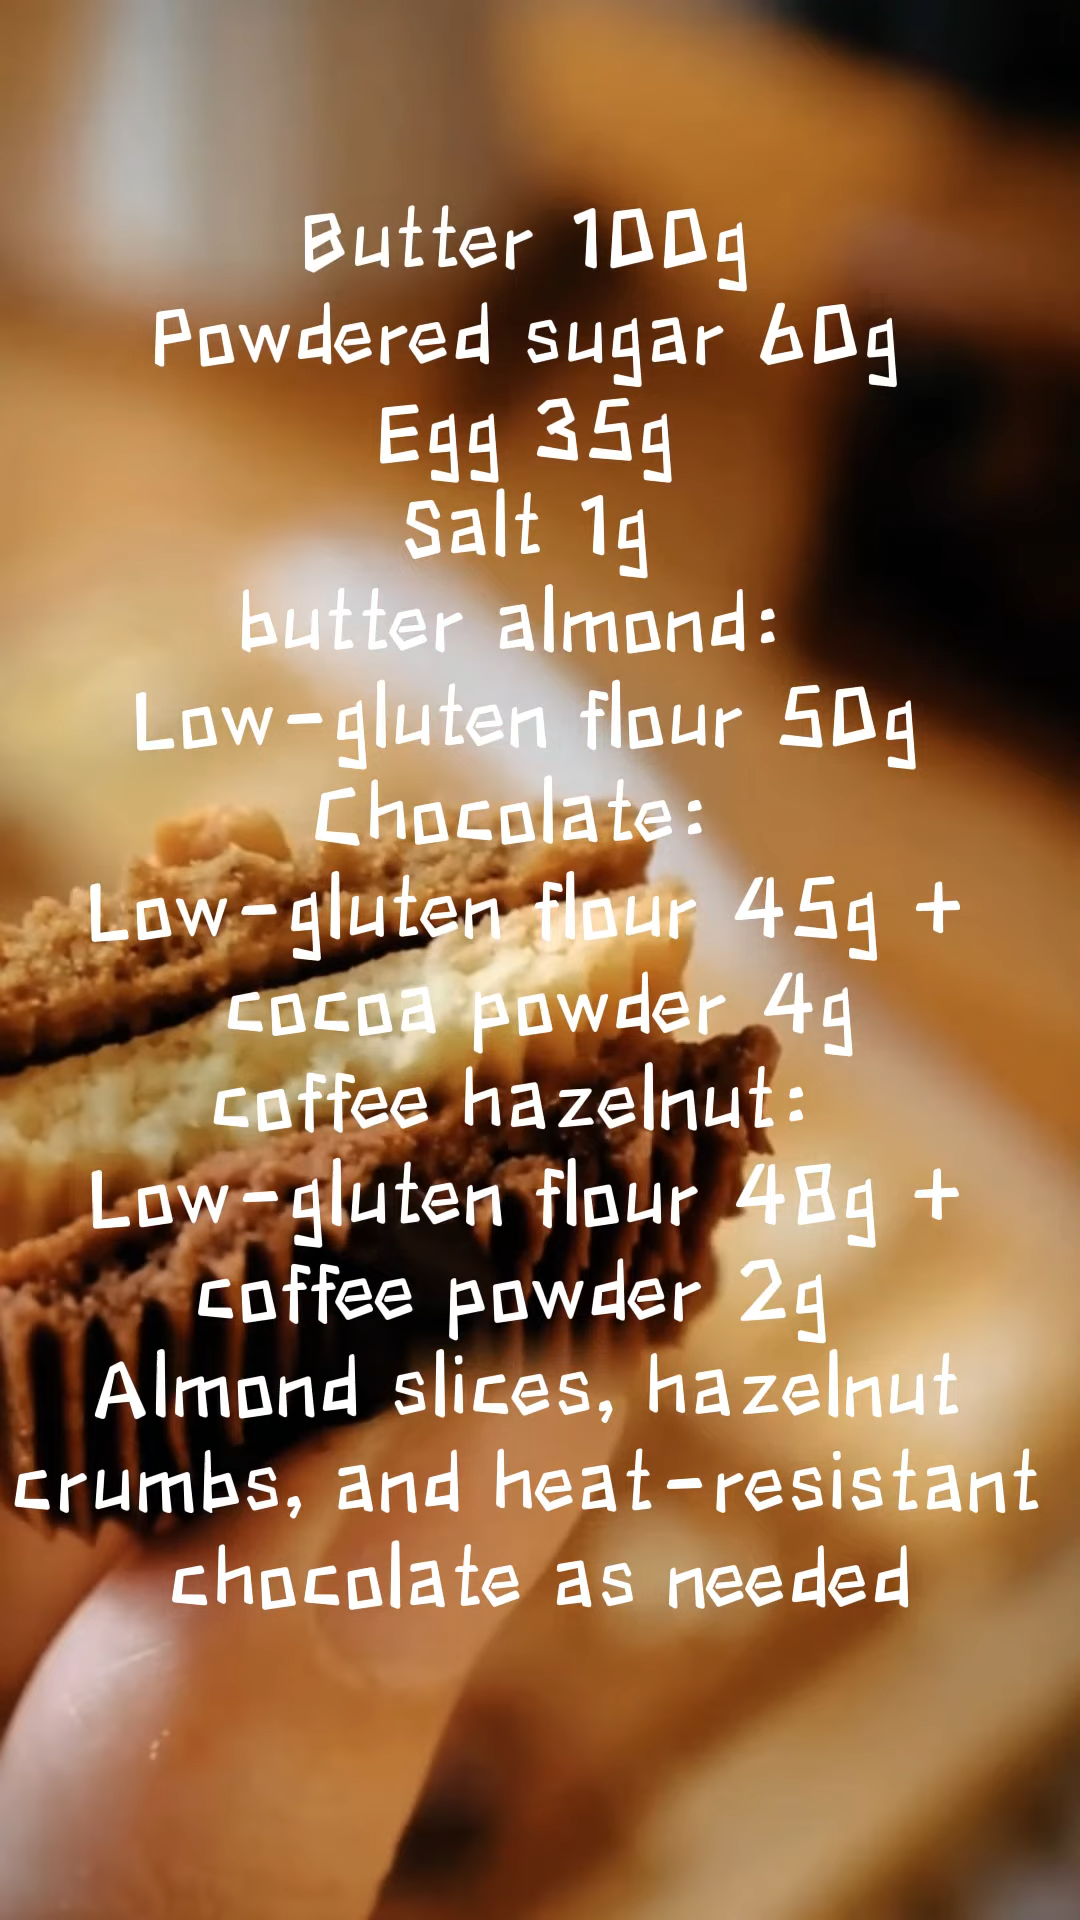 Butter 100g
Powdered sugar 60g
Egg 35g
Salt 1g
butter almond:
Low-gluten flour 50g
Chocolate:
Low-gluten flour 45g +
cocoa powder 4g
coffee hazelnut:
Low-gluten flour 48g +
coffee powder 2g
Almond slices, hazelnut
crumbs, and heat-resistant
chocolate as needed